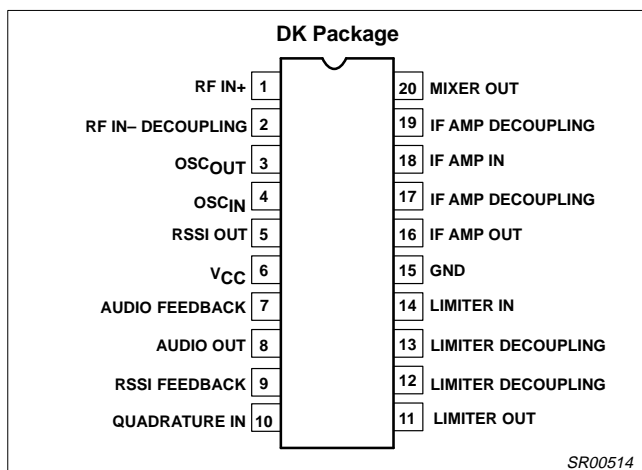 DK Package
RF IN+ 1
RF IN– DECOUPLING 2
OSCOUT 3
OSCIN 4
RSSI OUT 5
VCC 6
AUDIO FEEDBACK 7
AUDIO OUT 8
RSSI FEEDBACK 9
QUADRATURE IN 10
20 MIXER OUT
19 IF AMP DECOUPLING
18 IF AMP IN
17 IF AMP DECOUPLING
16 IF AMP OUT
15 GND
14 LIMITER IN
13 LIMITER DECOUPLING
12 LIMITER DECOUPLING
11 LIMITER OUT
SR00514